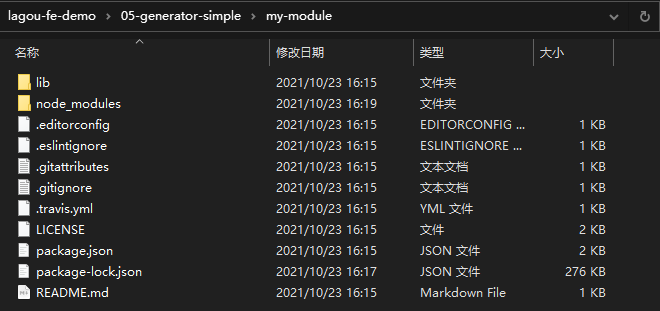 lagou-fe-demo > 05-generator-simple > my-module
名称 修改日期 类型 大小
lib 2021/10/23 16:15 文件夹
node_modules 2021/10/23 16:19 文件夹
.editorconfig 2021/10/23 16:15 EDITORCONFIG ... 1 KB
.eslintignore 2021/10/23 16:15 ESLINTIGNORE ... 1 KB
.gitattributes 2021/10/23 16:15 文本文档 1 KB
.gitignore 2021/10/23 16:15 文本文档 1 KB
.travis.yml 2021/10/23 16:15 YML 文件 1 KB
LICENSE 2021/10/23 16:15 文件 2 KB
package.json 2021/10/23 16:15 JSON 文件 2 KB
package-lock.json 2021/10/23 16:17 JSON 文件 276 KB
README.md 2021/10/23 16:15 Markdown File 1 KB